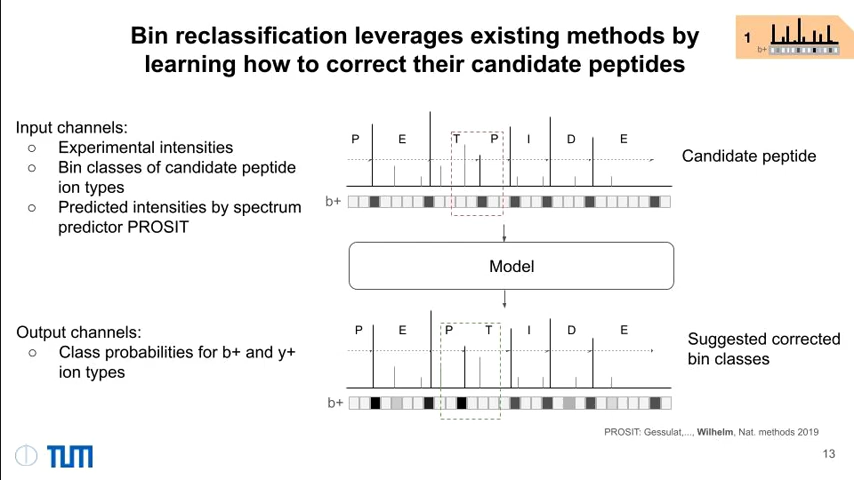 Bin reclassification leverages existing methods by
learning how to correct their candidate peptides
1
b+
Input channels:
○ Experimental intensities
○ Bin classes of candidate peptide
ion types
○ Predicted intensities by spectrum
predictor PROSIT
P E T P I D E
Candidate peptide
b+
Model
Output channels:
○ Class probabilities for b+ and y+
ion types
P E P T I D E
Suggested corrected
bin classes
b+
PROSIT: Gessulat,..., Wilhelm, Nat. methods 2019
TUM
13